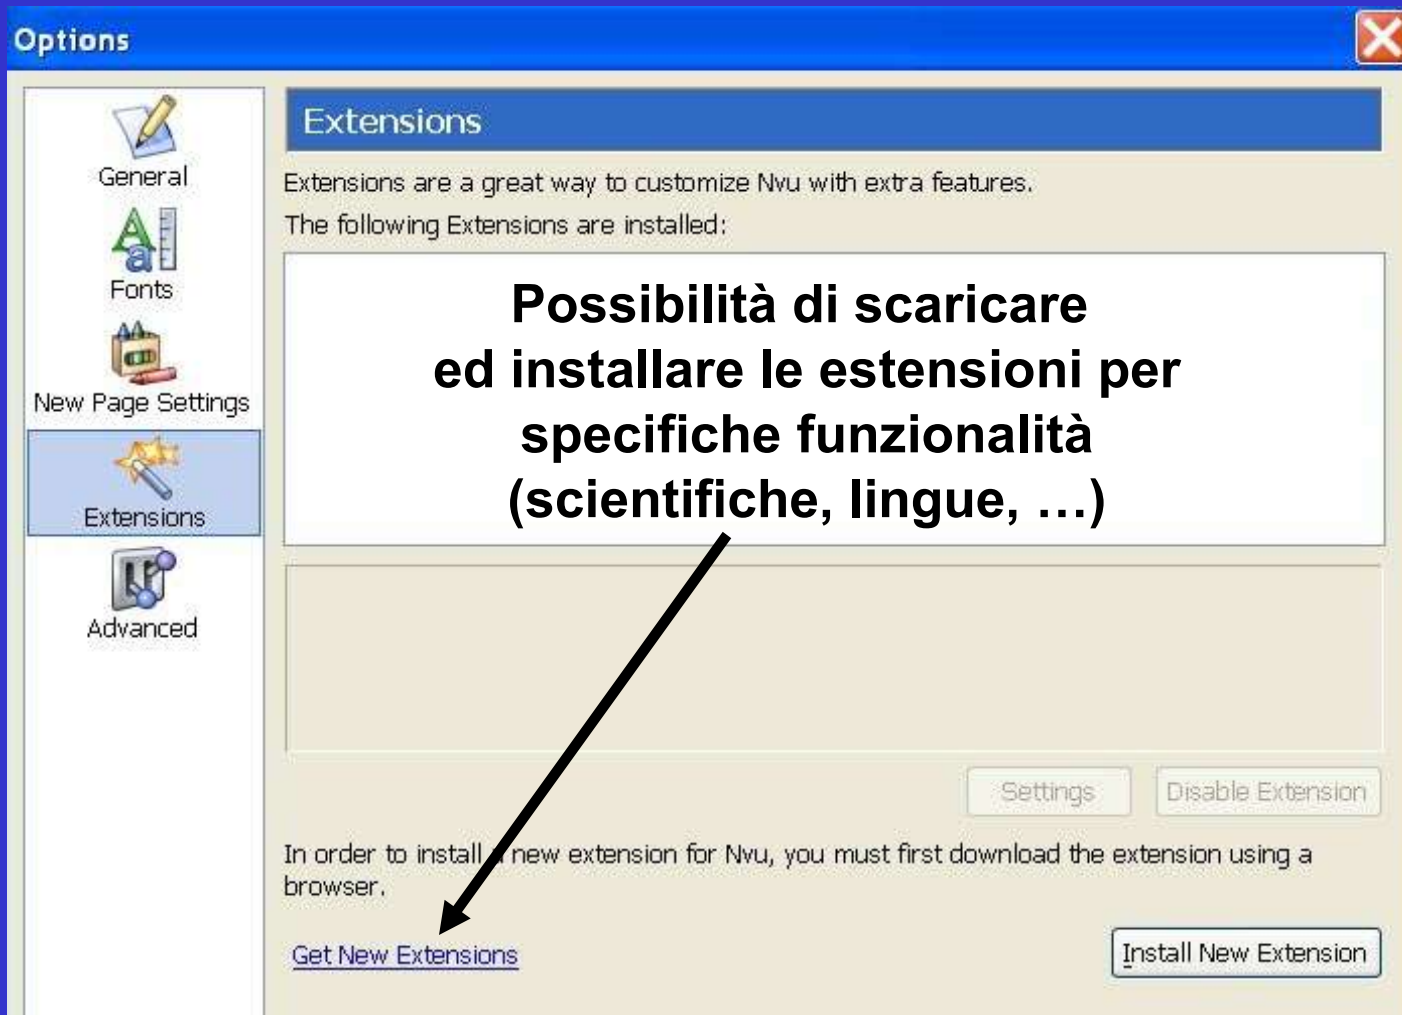 Options
General
Fonts
New Page Settings
Extensions
Advanced
Extensions
Extensions are a great way to customize Nvu with extra features.
The following Extensions are installed:
Possibilità di scaricare
ed installare le estensioni per
specifiche funzionalità
(scientifiche, lingue, …)
Settings
Disable Extension
In order to install a new extension for Nvu, you must first download the extension using a
browser.
Get New Extensions
Install New Extension